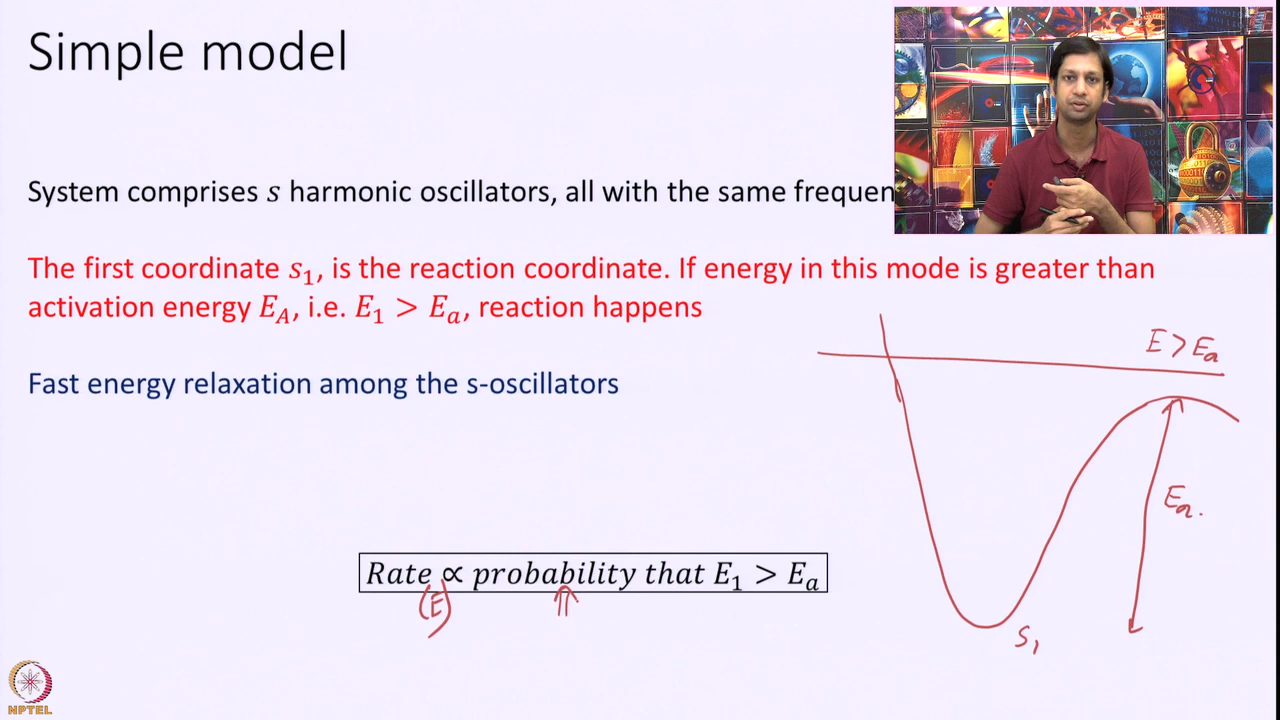 Simple model
System comprises s harmonic oscillators, all with the same frequen
The first coordinate s₁, is the reaction coordinate. If energy in this mode is greater than
activation energy E_A, i.e. E₁ > Eₐ, reaction happens
E > Eₐ
Fast energy relaxation among the s-oscillators
Eₐ.
Rate ∝ probability that E₁ > Eₐ
(E) ⇑
S₁
NPTEL